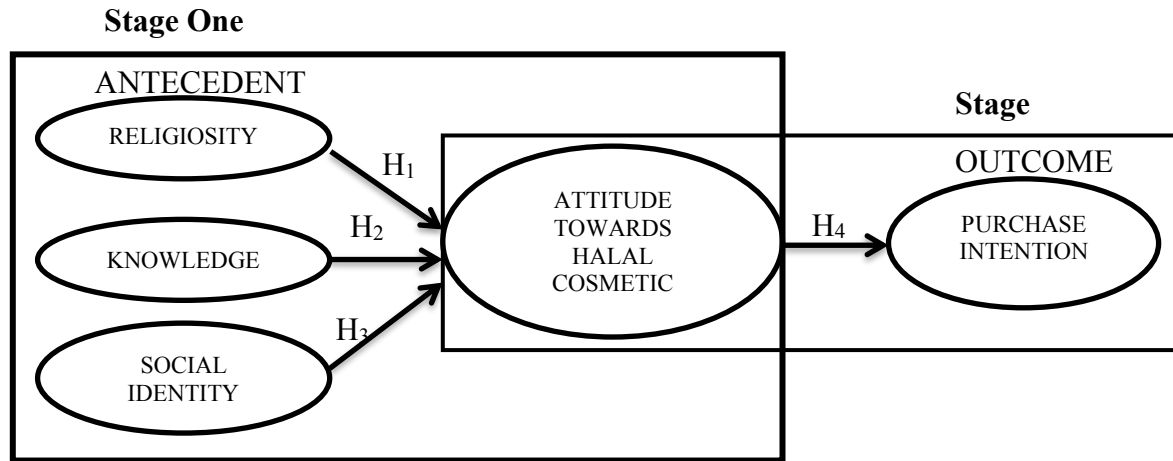 Stage One
ANTECEDENT
RELIGIOSITY
H₁
KNOWLEDGE
H₂
SOCIAL
IDENTITY
H₃
ATTITUDE
TOWARDS
HALAL
COSMETIC
H₄
Stage
OUTCOME
PURCHASE
INTENTION